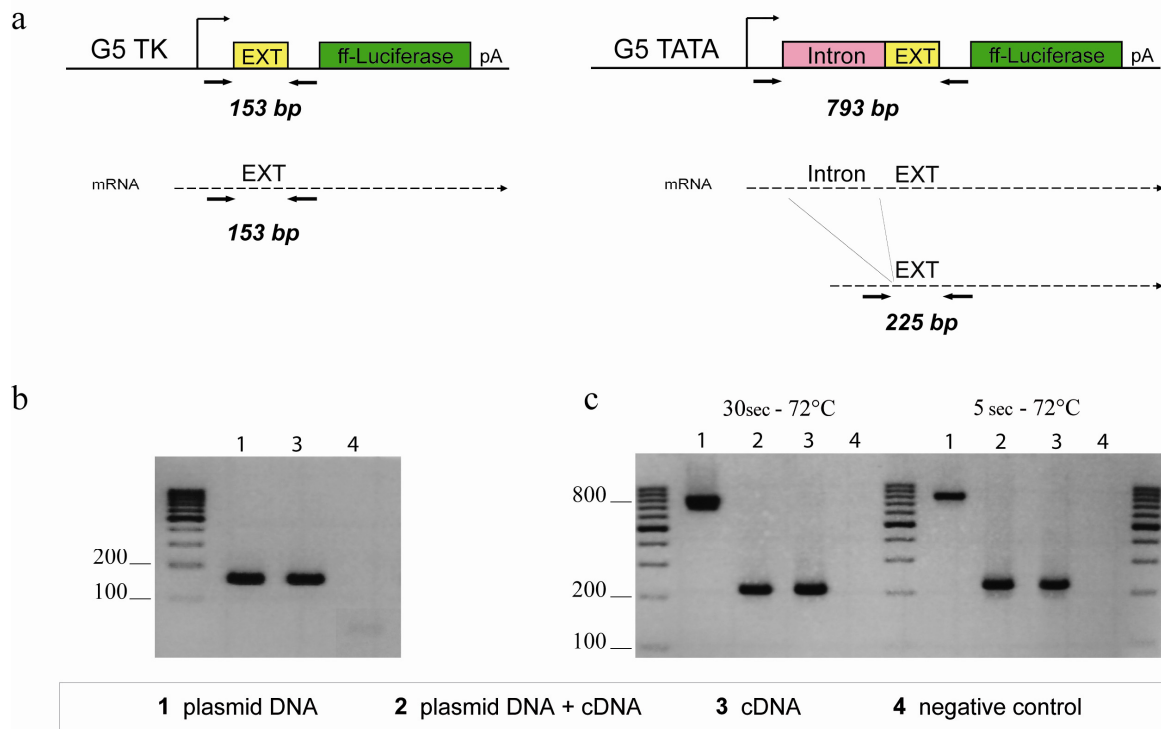 a
G5 TK EXT ff-Luciferase pA
153 bp
mRNA EXT
153 bp
G5 TATA Intron EXT ff-Luciferase pA
793 bp
mRNA Intron EXT
EXT
225 bp
b
1 3 4
200
100
c
30sec - 72°C 5 sec - 72°C
1 2 3 4 1 2 3 4
800
200
100
1 plasmid DNA 2 plasmid DNA + cDNA 3 cDNA 4 negative control